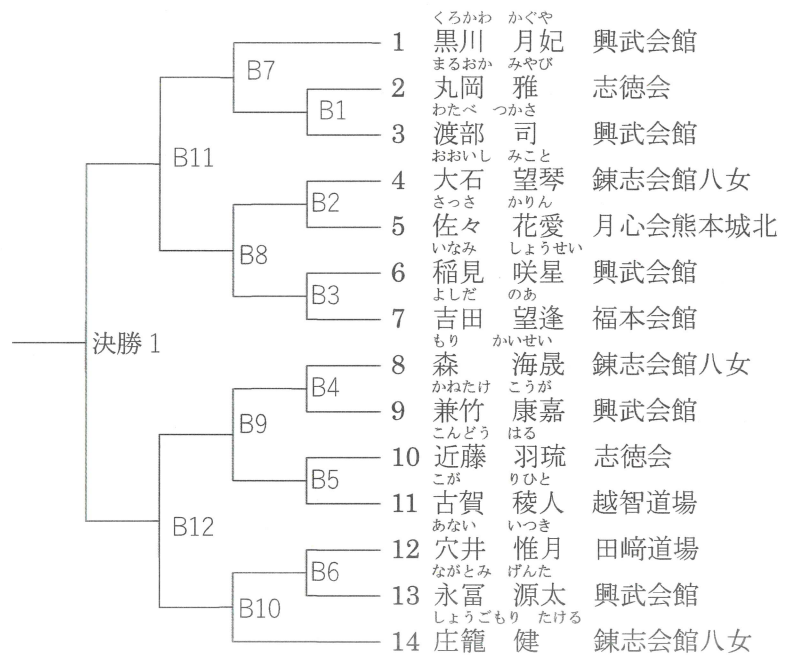 くろかわ かぐや
1 黒川 月妃 興武会館
B7
まるおか みやび
2 丸岡 雅 志徳会
B1
わたべ つかさ
3 渡部 司 興武会館
B11
おおいし みこと
4 大石 望琴 錬志会館八女
B2
さっさ かりん
5 佐々 花愛 月心会熊本城北
B8
いなみ しょうせい
6 稲見 咲星 興武会館
B3
よしだ のあ
7 吉田 望逢 福本会館
決勝1
もり かいせい
8 森 海晟 錬志会館八女
B4
かねたけ こうが
9 兼竹 康嘉 興武会館
B9
こんどう はる
10 近藤 羽琉 志徳会
B5
こが りひと
11 古賀 稜人 越智道場
B12
あない いつき
12 穴井 惟月 田﨑道場
B6
ながとみ げんた
13 永冨 源太 興武会館
B10
しょうごもり たける
14 庄籠 健 錬志会館八女